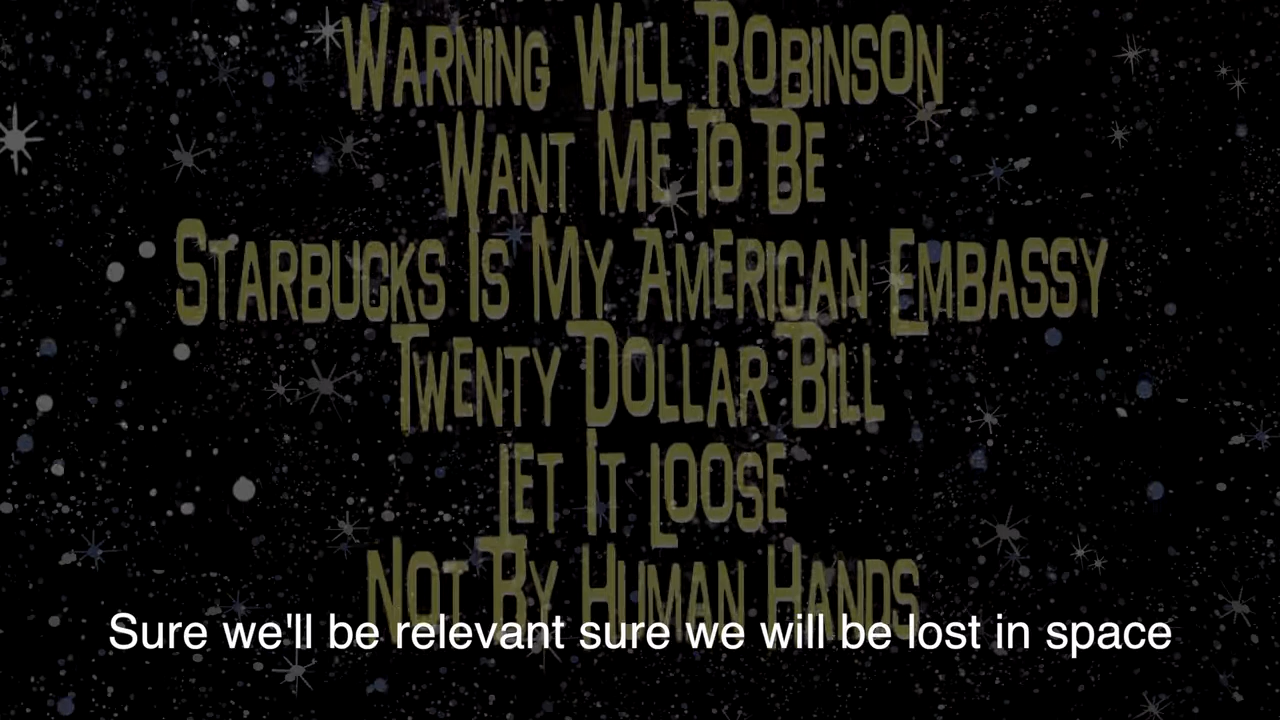 Warning Will Robinson
Want Me To Be
Starbucks Is My American Embassy
Twenty Dollar Bill
Let It Loose
Not By Human Hands
Sure we'll be relevant sure we will be lost in space